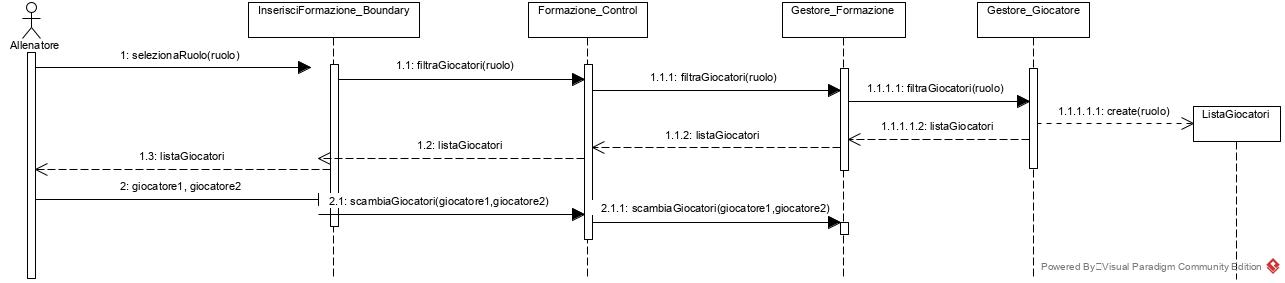 InserisciFormazione_Boundary
Formazione_Control
Gestore_Formazione
Gestore_Giocatore
Allenatore
1: selezionaRuolo(ruolo)
1.1: filtraGiocatori(ruolo)
1.1.1: filtraGiocatori(ruolo)
1.1.1.1: filtraGiocatori(ruolo)
1.1.1.1.1: create(ruolo)
ListaGiocatori
1.1.1.1.2: listaGiocatori
1.1.2: listaGiocatori
1.2: listaGiocatori
1.3: listaGiocatori
2: giocatore1, giocatore2
2.1: scambiaGiocatori(giocatore1,giocatore2)
2.1.1: scambiaGiocatori(giocatore1,giocatore2)
Powered By Visual Paradigm Community Edition